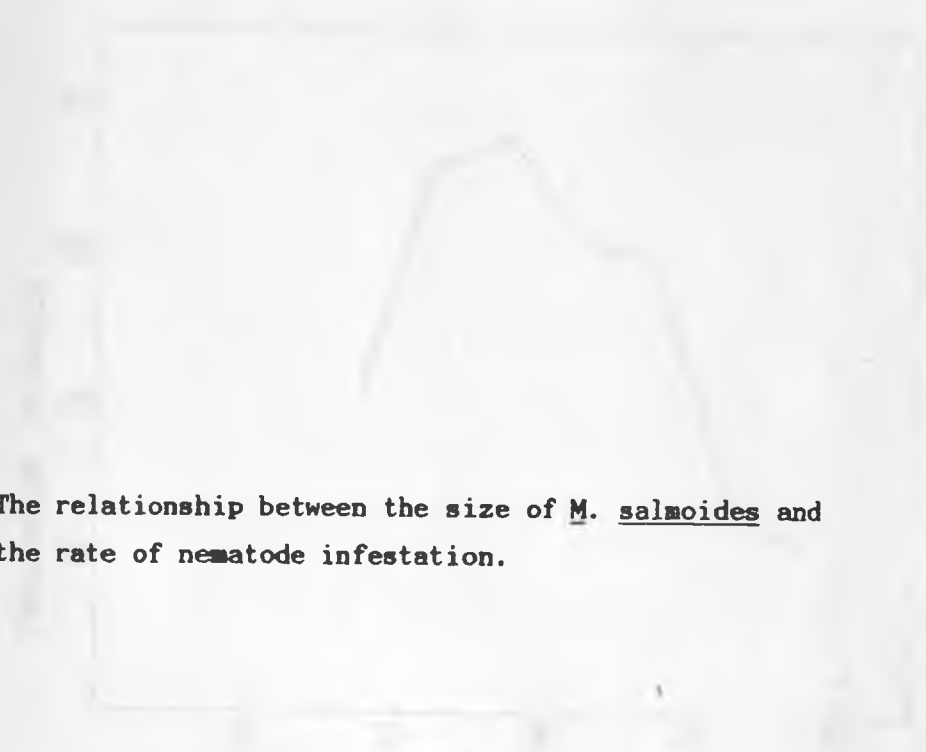 The relationship between the size of M. salmoides and
the rate of nematode infestation.